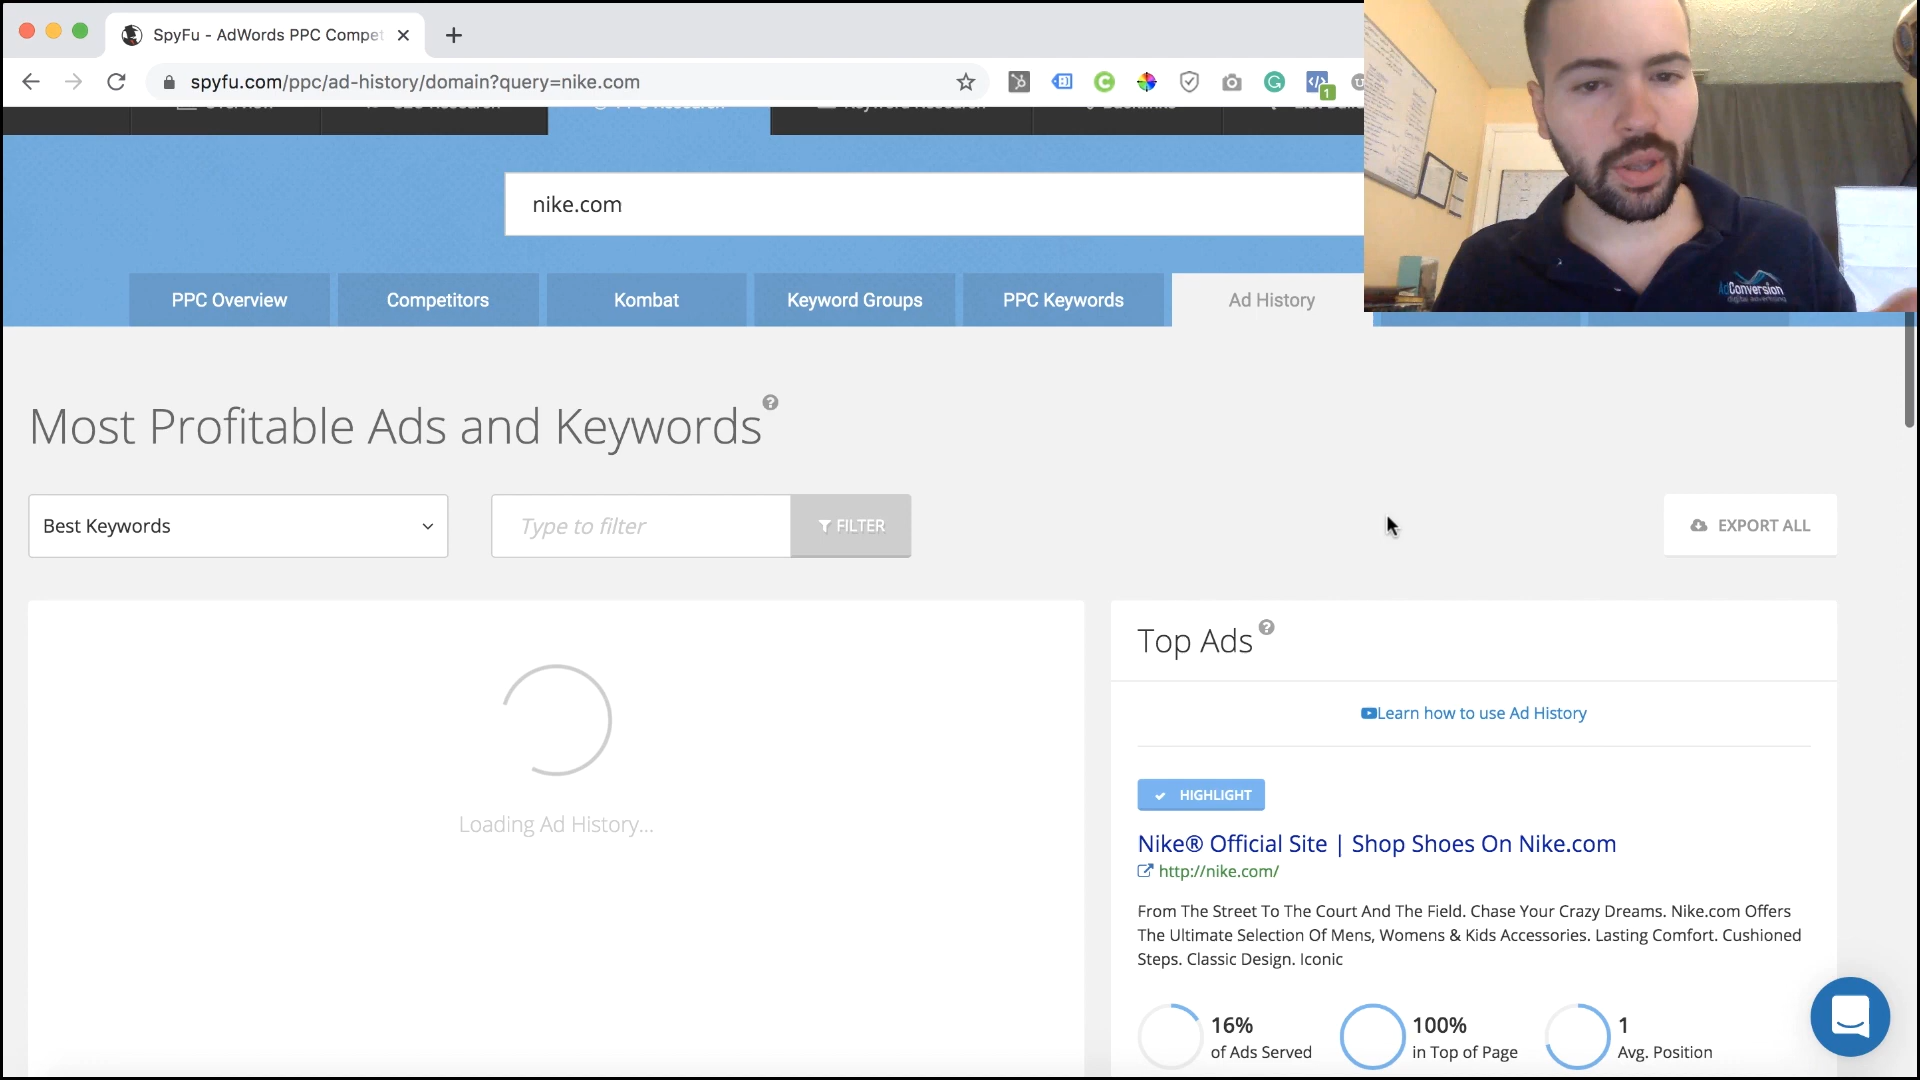 SpyFu - AdWords PPC Compet
spyfu.com/ppc/ad-history/domain?query=nike.com
1
nike.com
PPC Overview
Competitors
Kombat
Keyword Groups
PPC Keywords
Ad History
AdConversion
digital advertising
Most Profitable Ads and Keywords
Best Keywords
Type to filter
FILTER
EXPORT ALL
Loading Ad History...
Top Ads
Learn how to use Ad History
HIGHLIGHT
Nike® Official Site | Shop Shoes On Nike.com
http://nike.com/
From The Street To The Court And The Field. Chase Your Crazy Dreams. Nike.com Offers
The Ultimate Selection Of Mens, Womens & Kids Accessories. Lasting Comfort. Cushioned
Steps. Classic Design. Iconic
16%
of Ads Served
100%
in Top of Page
1
Avg. Position